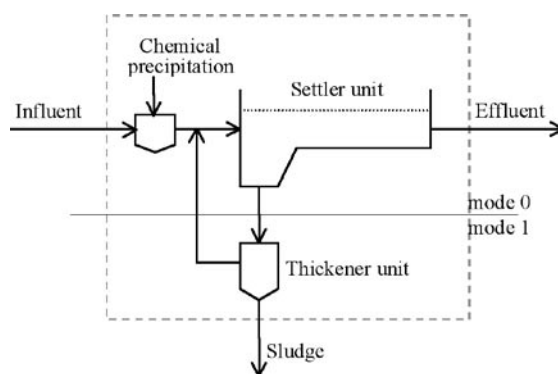 Chemical
precipitation
Settler unit
Influent
Effluent
mode 0
mode 1
Thickener unit
Sludge